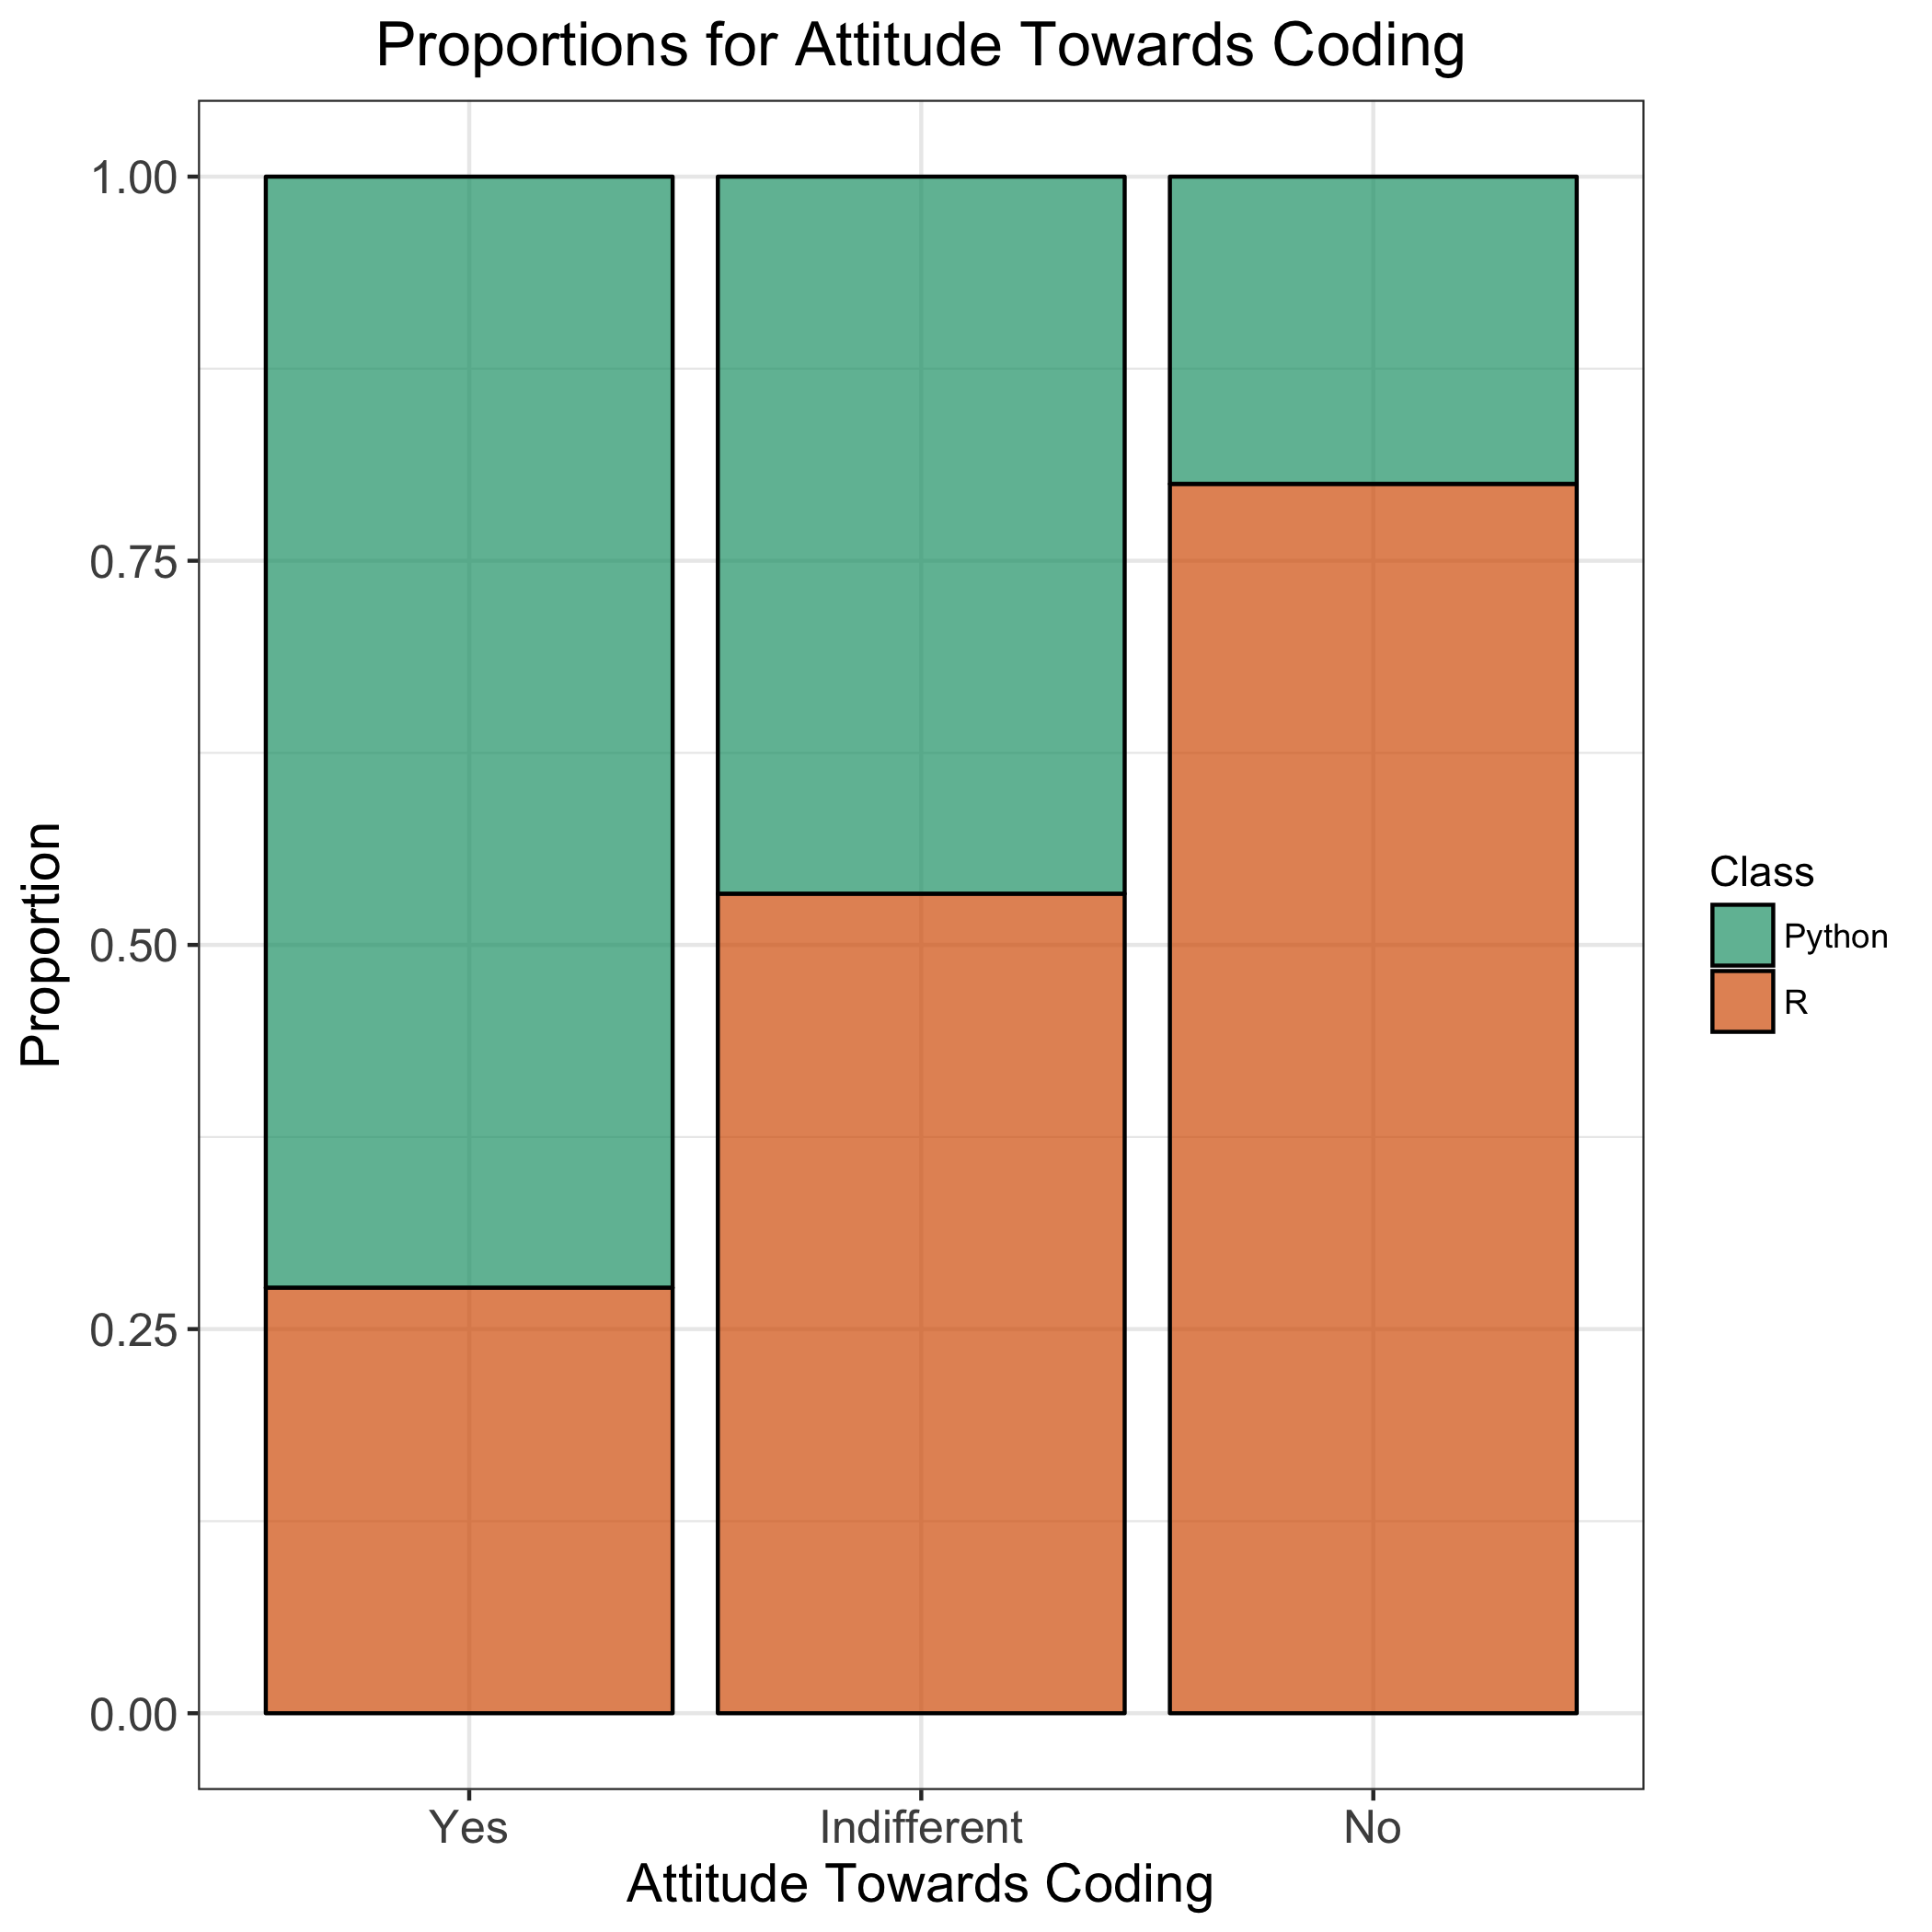 Proportions for Attitude Towards Coding
1.00
0.75
0.50
0.25
0.00
Proportion
Yes Indifferent No
Attitude Towards Coding
Class
Python
R